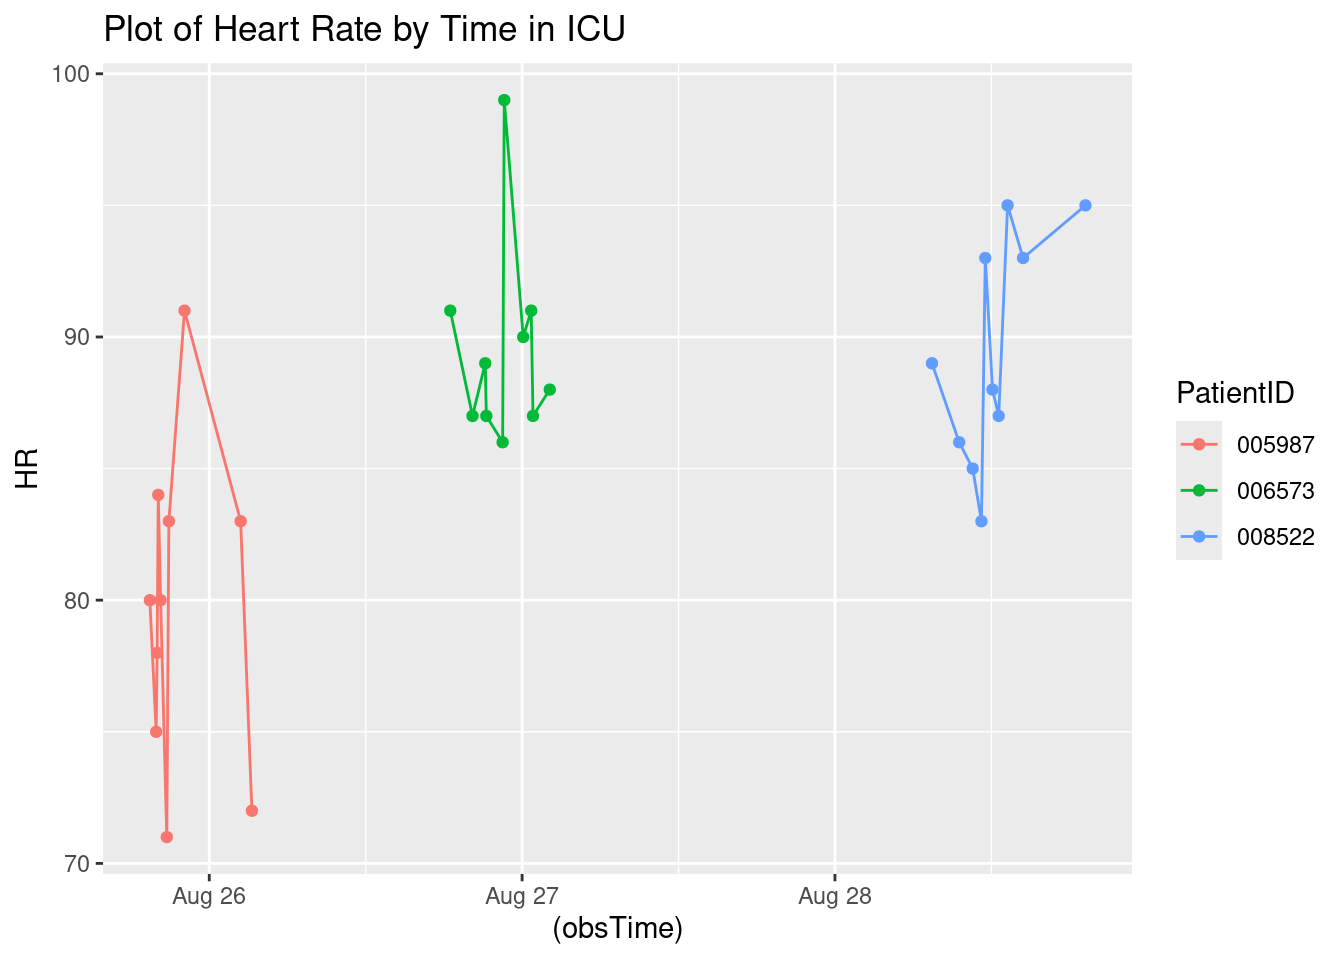 Plot of Heart Rate by Time in ICU
100
90
80
70
HR
Aug 26
Aug 27
Aug 28
(obsTime)
PatientID
005987
006573
008522